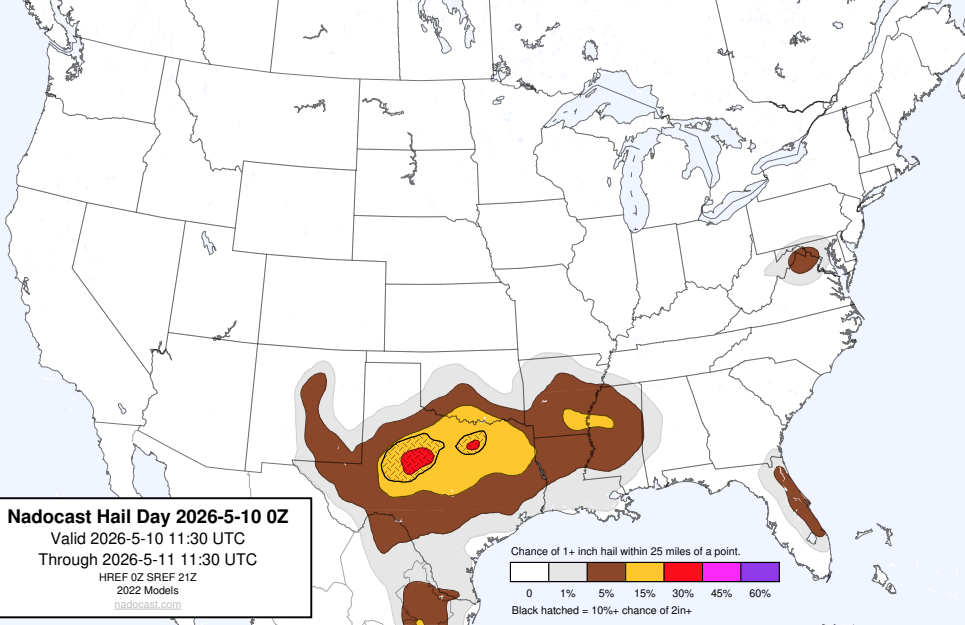 Nadocast Hail Day 2026-5-10 0Z
Valid 2026-5-10 11:30 UTC
Through 2026-5-11 11:30 UTC
HREF 0Z SREF 21Z
2022 Models
nadocast.com
Chance of 1+ inch hail within 25 miles of a point.
0 1% 5% 15% 30% 45% 60%
Black hatched = 10%+ chance of 2in+